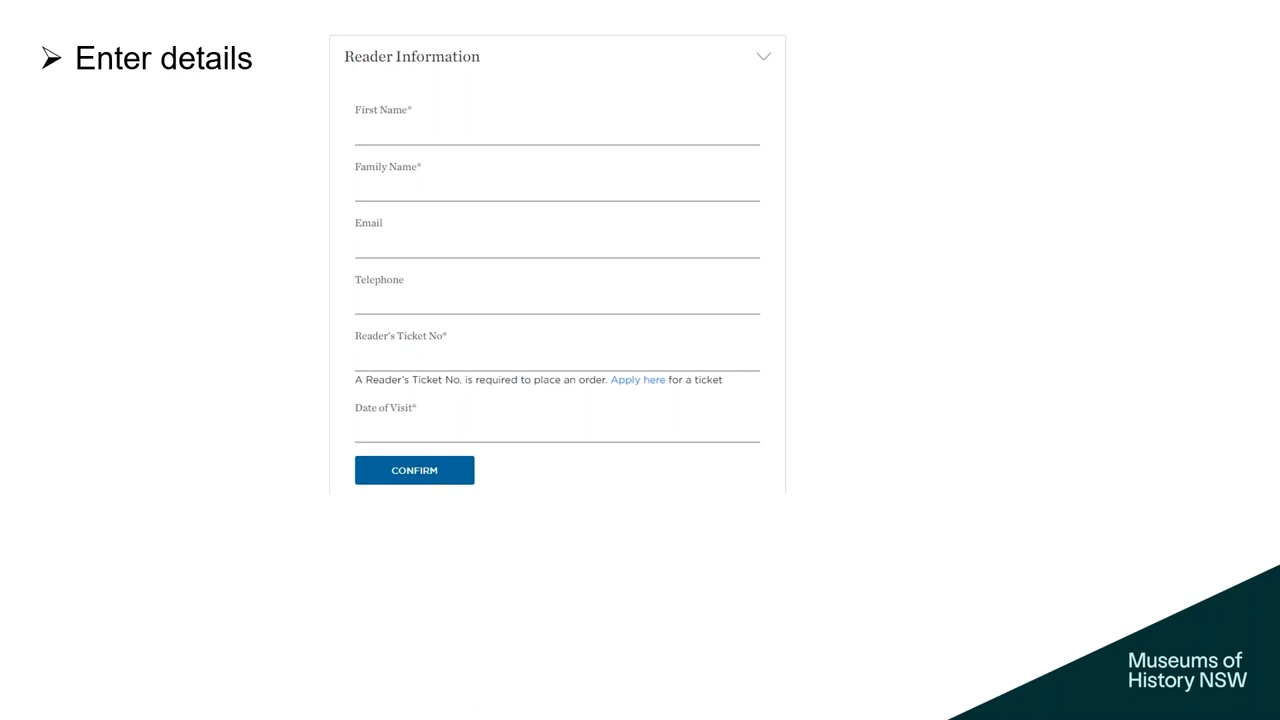 ➢ Enter details
Reader Information
First Name*
Family Name*
Email
Telephone
Reader's Ticket No*
A Reader's Ticket No. is required to place an order. Apply here for a ticket
Date of Visit*
CONFIRM
Museums of
History NSW